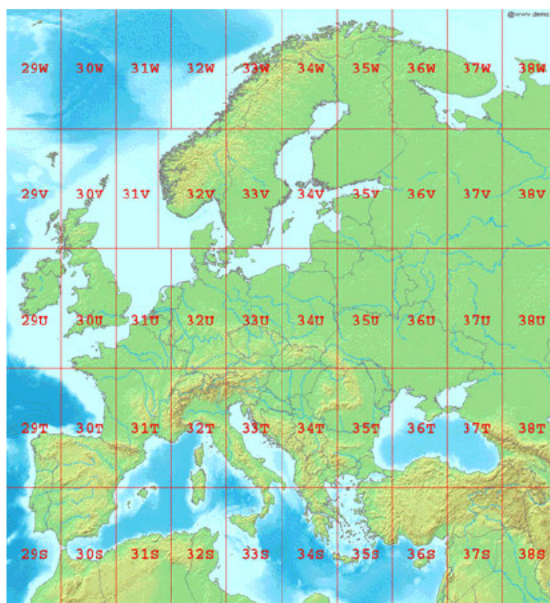 @www.demis
29W 30W 31W 32W 33W 34W 35W 36W 37W 38W
29V 30V 31V 32V 33V 34V 35V 36V 37V 38V
29U 30U 31U 32U 33U 34U 35U 36U 37U 38U
29T 30T 31T 32T 33T 34T 35T 36T 37T 38T
29S 30S 31S 32S 33S 34S 35S 36S 37S 38S